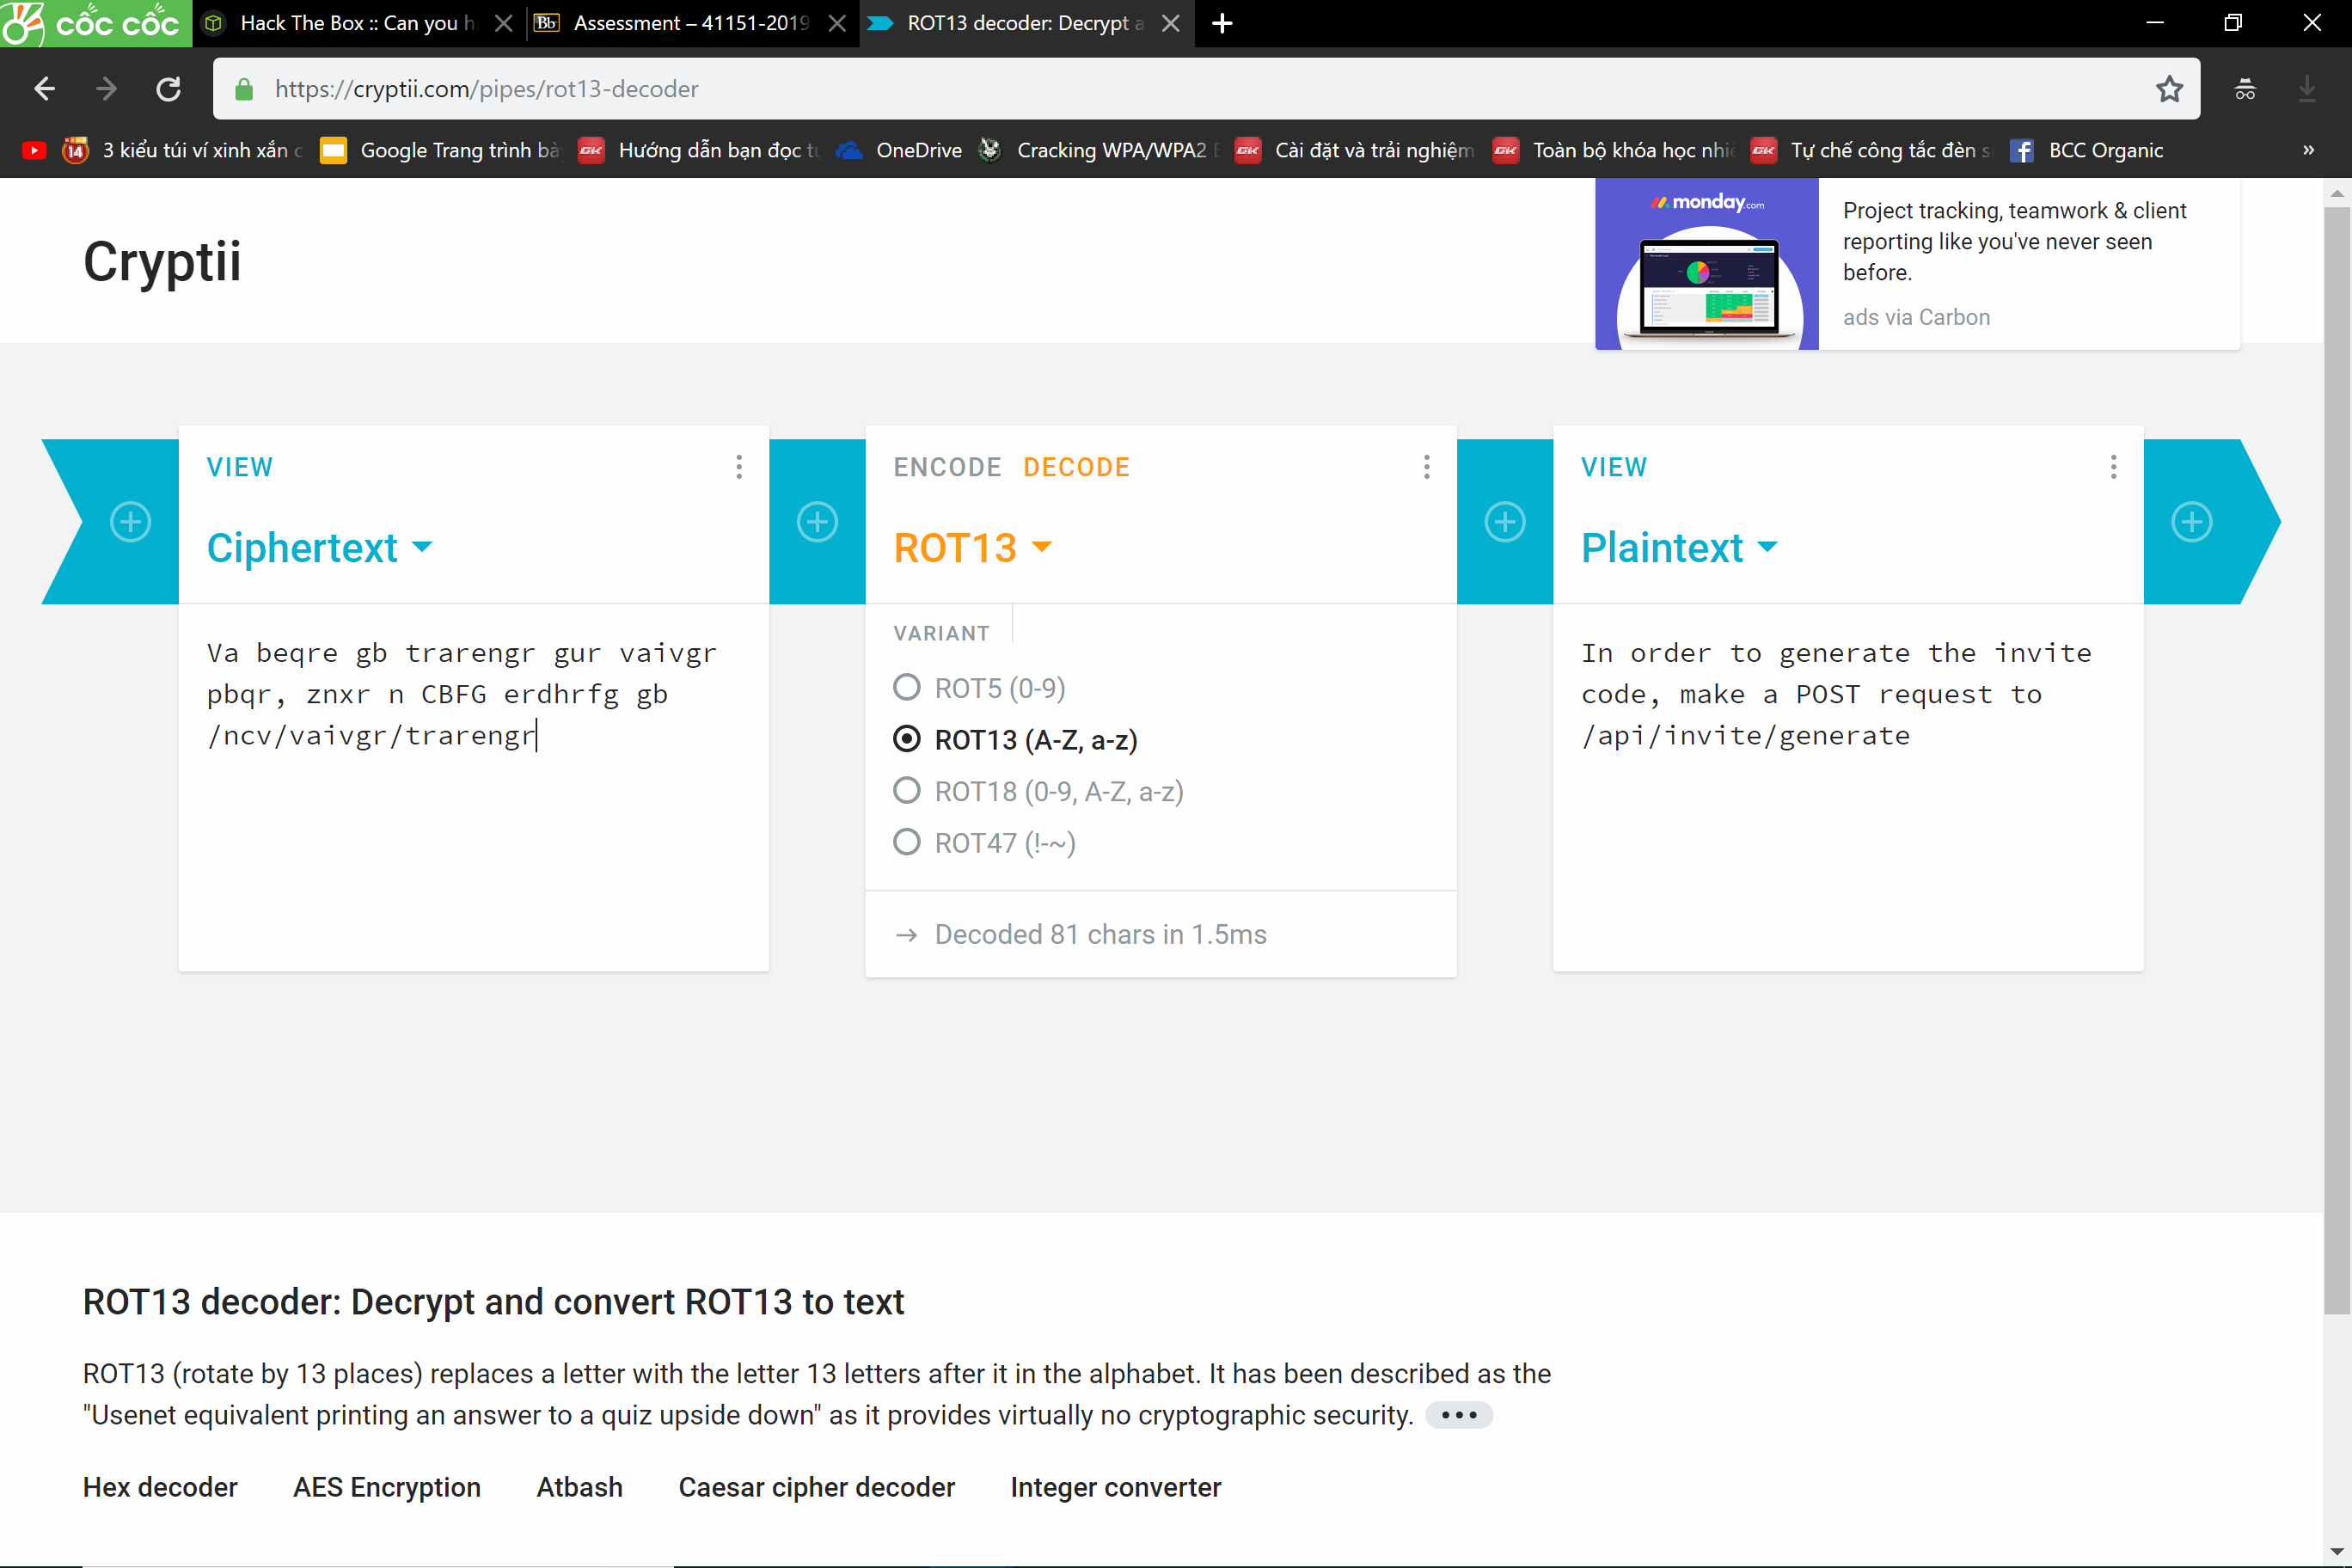 cốc cốc
Hack The Box :: Can you h
Assessment – 41151-2019
ROT13 decoder: Decrypt a
https://cryptii.com/pipes/rot13-decoder
14
3 kiểu túi ví xinh xắn c
Google Trang trình bà
Hướng dẫn bạn đọc t
OneDrive
Cracking WPA/WPA2
Cài đặt và trải nghiệm
Toàn bộ khóa học nhi
Tự chế công tắc đèn s
BCC Organic
»
Cryptii
monday.com
Project tracking, teamwork & client
reporting like you've never seen
before.
ads via Carbon
VIEW
Ciphertext
Va beqre gb trarengr gur vaivgr
pbqr, znxr n CBFG erdhrfg gb
/ncv/vaivgr/trarengr
ENCODE DECODE
ROT13
VARIANT
ROT5 (0-9)
ROT13 (A-Z, a-z)
ROT18 (0-9, A-Z, a-z)
ROT47 (!-~)
→ Decoded 81 chars in 1.5ms
VIEW
Plaintext
In order to generate the invite
code, make a POST request to
/api/invite/generate
ROT13 decoder: Decrypt and convert ROT13 to text
ROT13 (rotate by 13 places) replaces a letter with the letter 13 letters after it in the alphabet. It has been described as the
"Usenet equivalent printing an answer to a quiz upside down" as it provides virtually no cryptographic security.
Hex decoder AES Encryption Atbash Caesar cipher decoder Integer converter